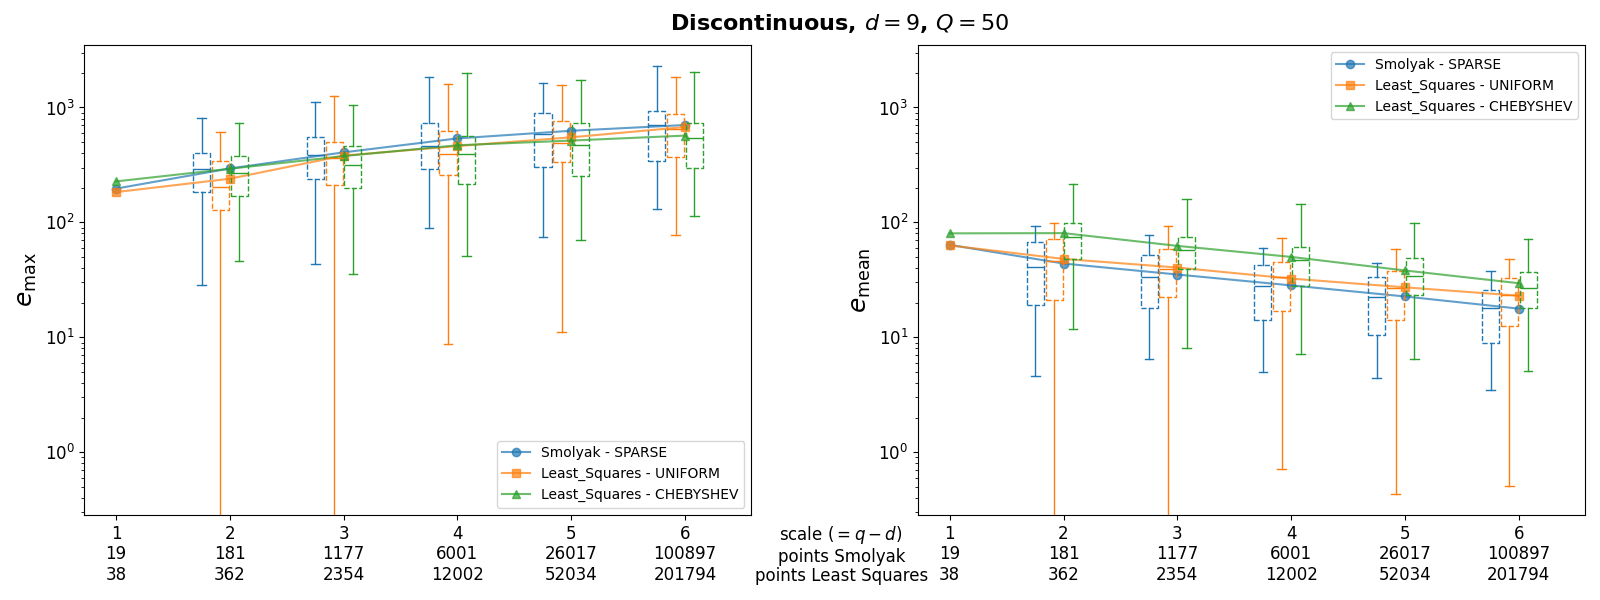 Discontinuous, d = 9, Q = 50
e_max
10³
10²
10¹
10⁰
Smolyak - SPARSE
Least_Squares - UNIFORM
Least_Squares - CHEBYSHEV
1 2 3 4 5 6
19 181 1177 6001 26017 100897
38 362 2354 12002 52034 201794
scale (= q − d)
points Smolyak
points Least Squares
e_mean
10³
10²
10¹
10⁰
Smolyak - SPARSE
Least_Squares - UNIFORM
Least_Squares - CHEBYSHEV
1 2 3 4 5 6
19 181 1177 6001 26017 100897
38 362 2354 12002 52034 201794